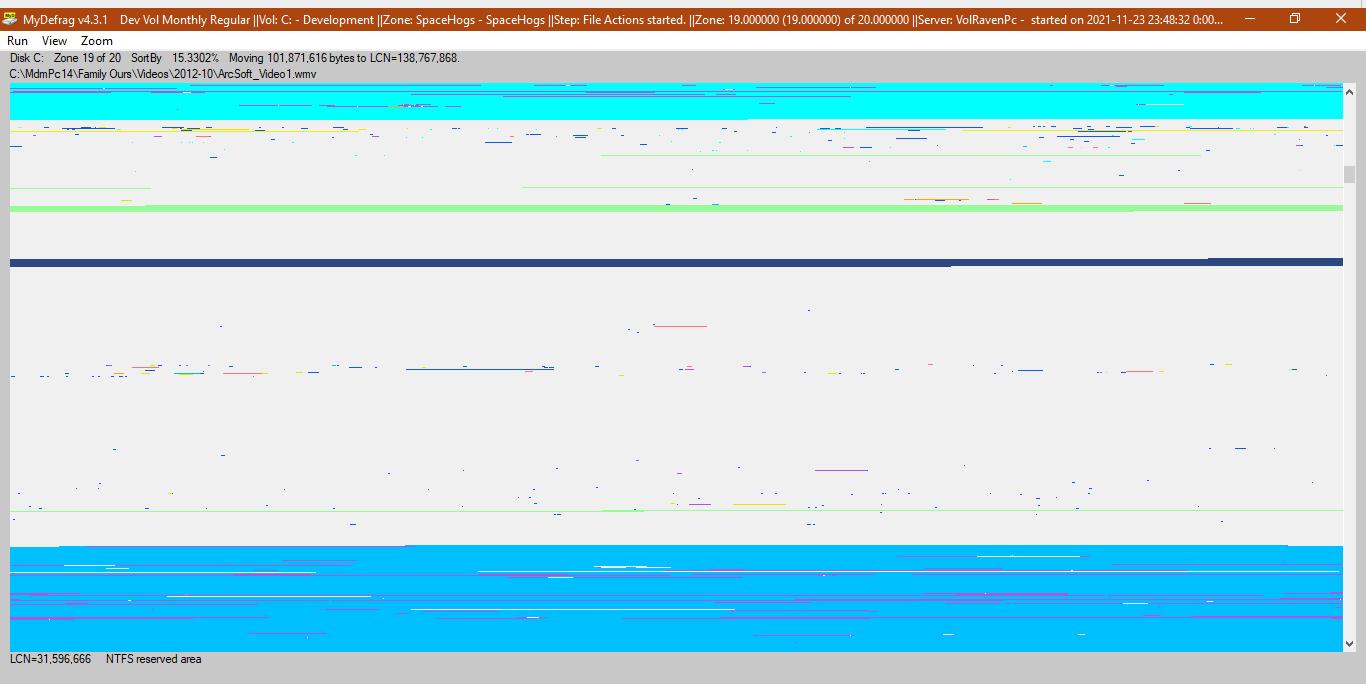 MyDefrag v4.3.1    Dev Vol Monthly Regular ||Vol: C: - Development ||Zone: SpaceHogs - SpaceHogs ||Step: File Actions started. ||Zone: 19.000000 (19.000000) of 20.000000 ||Server: VolRavenPc -  started on 2021-11-23 23:48:32 0:00...
Run    View    Zoom
Disk C:    Zone 19 of 20    SortBy    15.3302%    Moving 101,871,616 bytes to LCN=138,767,868.
C:\MdmPc14\Family Ours\Videos\2012-10\ArcSoft_Video1.wmv
LCN=31,596,666    NTFS reserved area